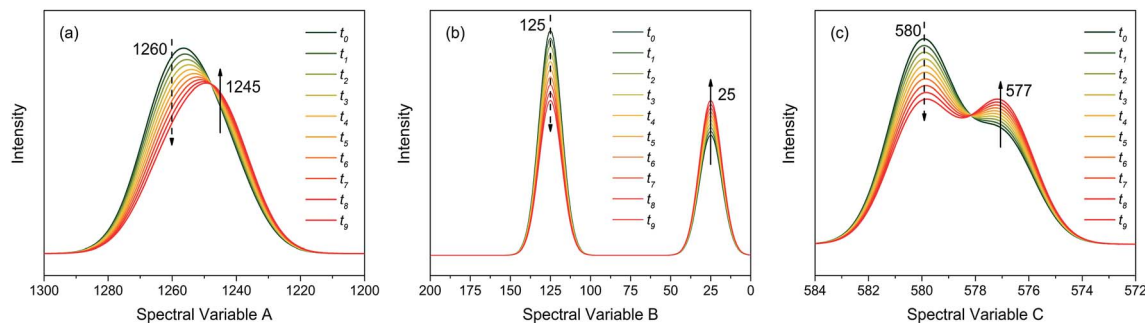 (a)
1260
1245
t0
t1
t2
t3
t4
t5
t6
t7
t8
t9
Intensity
1300 1280 1260 1240 1220 1200
Spectral Variable A
(b)
125
25
t0
t1
t2
t3
t4
t5
t6
t7
t8
t9
Intensity
200 175 150 125 100 75 50 25 0
Spectral Variable B
(c)
580
577
t0
t1
t2
t3
t4
t5
t6
t7
t8
t9
Intensity
584 582 580 578 576 574 572
Spectral Variable C